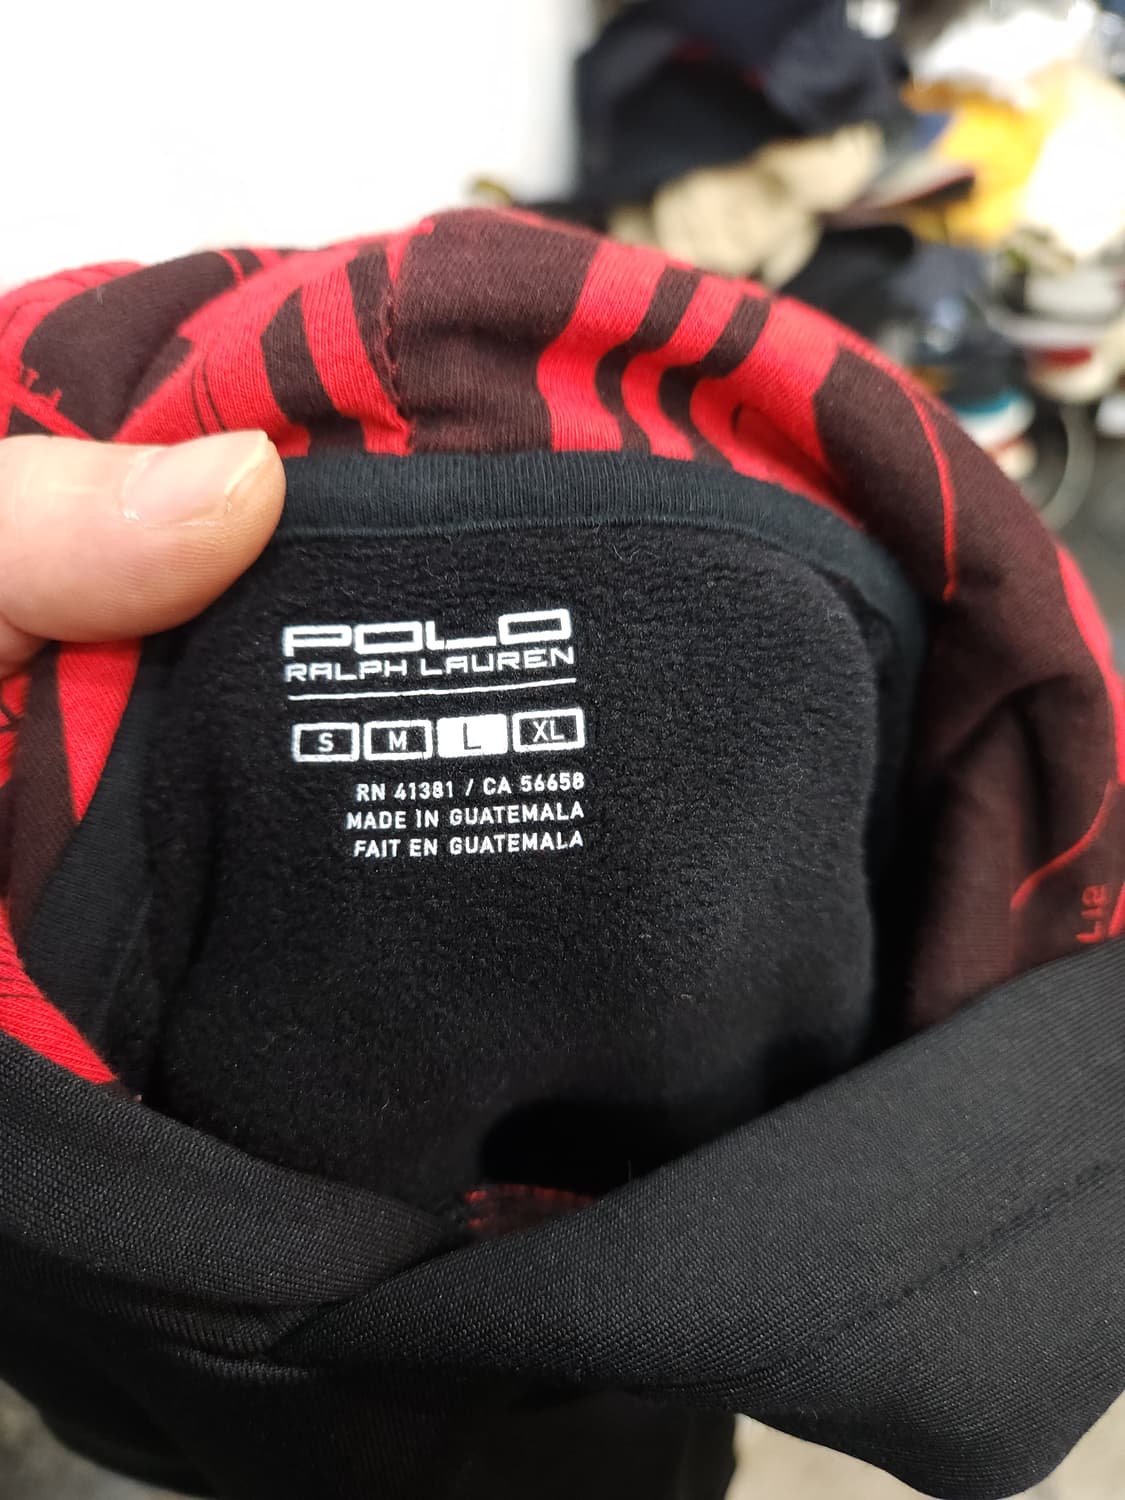 POLO
RALPH LAUREN
S M L XL
RN 41381 / CA 56658
MADE IN GUATEMALA
FAIT EN GUATEMALA